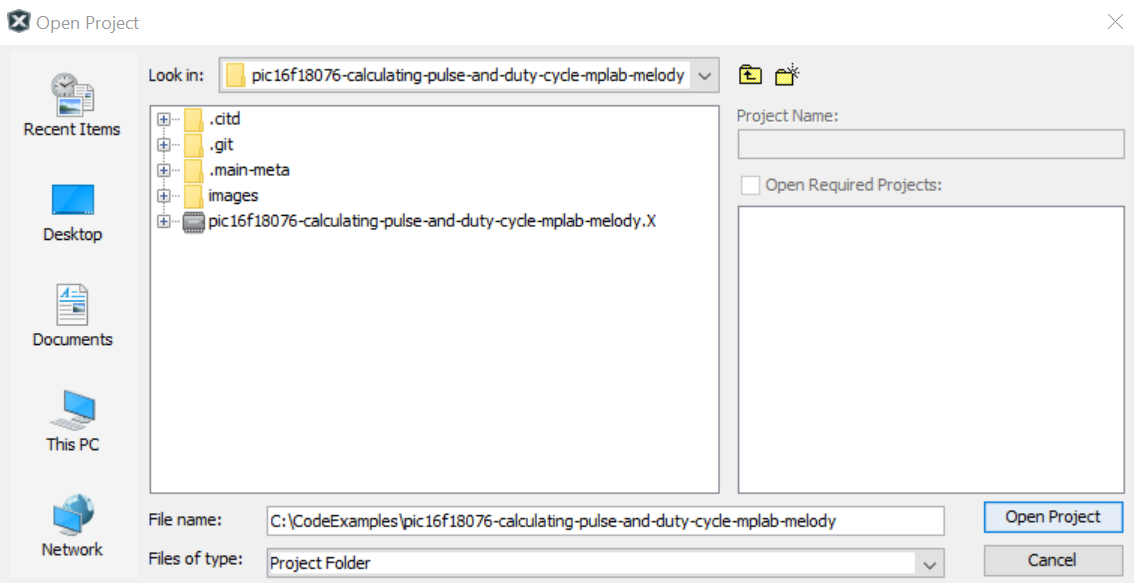 Open Project
Look in: pic16f18076-calculating-pulse-and-duty-cycle-mplab-melody
Recent Items
Desktop
Documents
This PC
Network
.citd
.git
.main-meta
images
pic16f18076-calculating-pulse-and-duty-cycle-mplab-melody.X
Project Name:
Open Required Projects:
File name: C:\CodeExamples\pic16f18076-calculating-pulse-and-duty-cycle-mplab-melody
Open Project
Files of type: Project Folder
Cancel